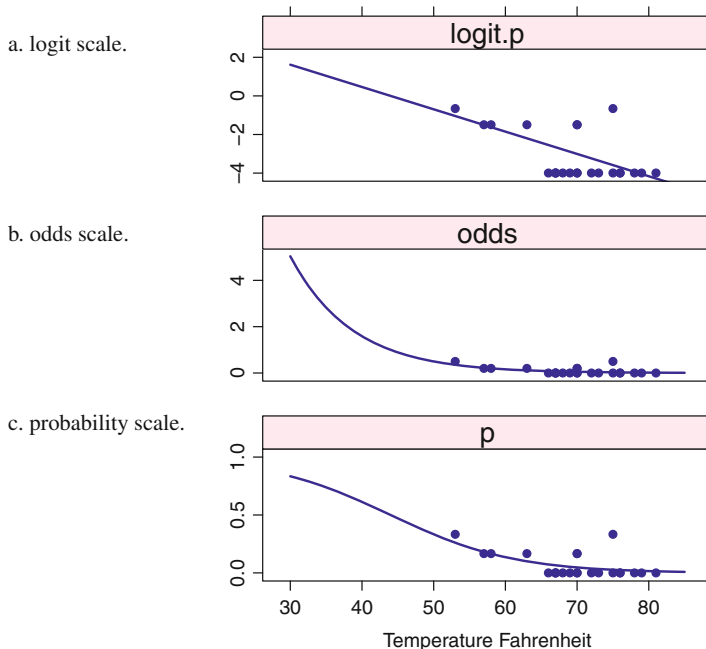 a. logit scale.
logit.p
2
0
-2
-4
b. odds scale.
odds
4
2
0
c. probability scale.
p
1.0
0.5
0.0
30 40 50 60 70 80
Temperature Fahrenheit